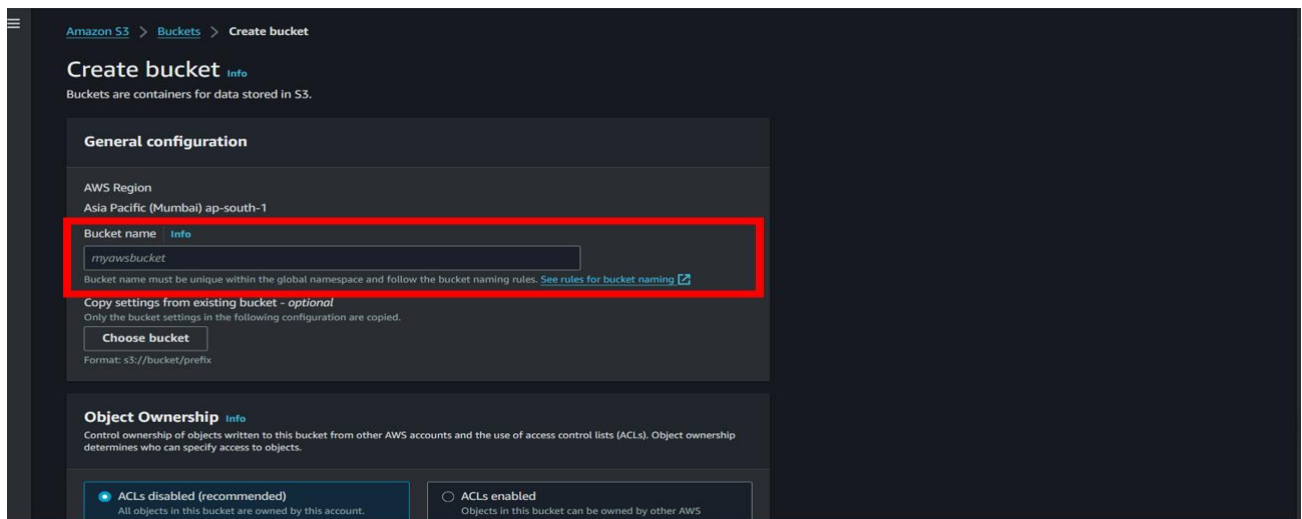 Amazon S3 > Buckets > Create bucket
Create bucket Info
Buckets are containers for data stored in S3.
General configuration
AWS Region
Asia Pacific (Mumbai) ap-south-1
Bucket name Info
myawsbucket
Bucket name must be unique within the global namespace and follow the bucket naming rules. See rules for bucket naming
Copy settings from existing bucket - optional
Only the bucket settings in the following configuration are copied.
Choose bucket
Format: s3://bucket/prefix
Object Ownership Info
Control ownership of objects written to this bucket from other AWS accounts and the use of access control lists (ACLs). Object ownership
determines who can specify access to objects.
ACLs disabled (recommended)
All objects in this bucket are owned by this account.
ACLs enabled
Objects in this bucket can be owned by other AWS